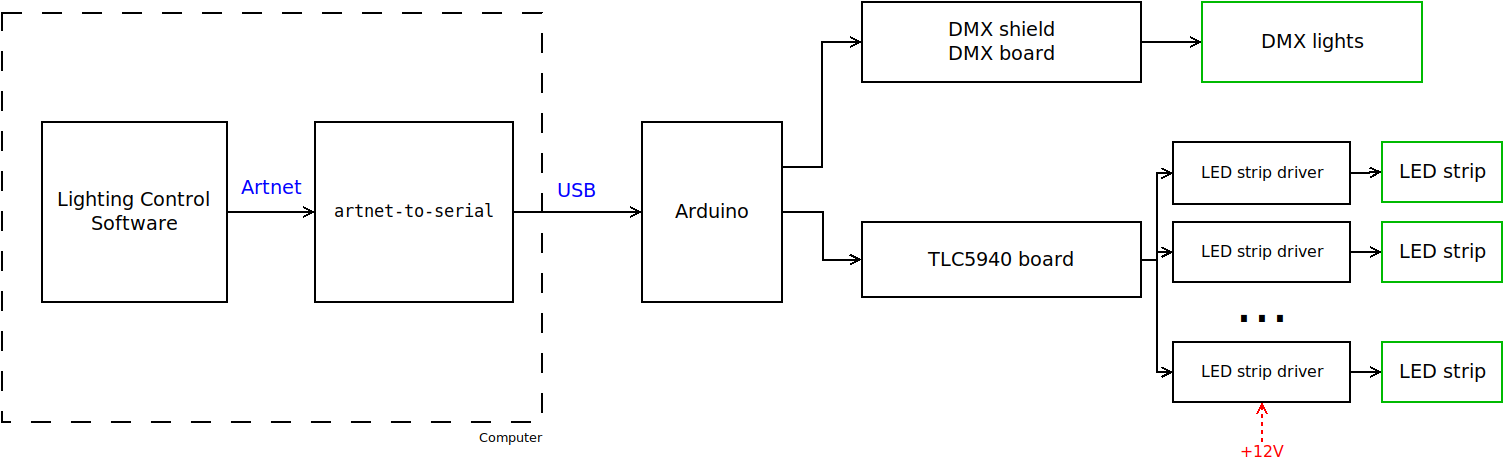 Lighting Control
Software
Artnet
artnet-to-serial
Computer
USB
Arduino
DMX shield
DMX board
DMX lights
TLC5940 board
LED strip driver
LED strip
LED strip driver
LED strip
...
LED strip driver
LED strip
+12V